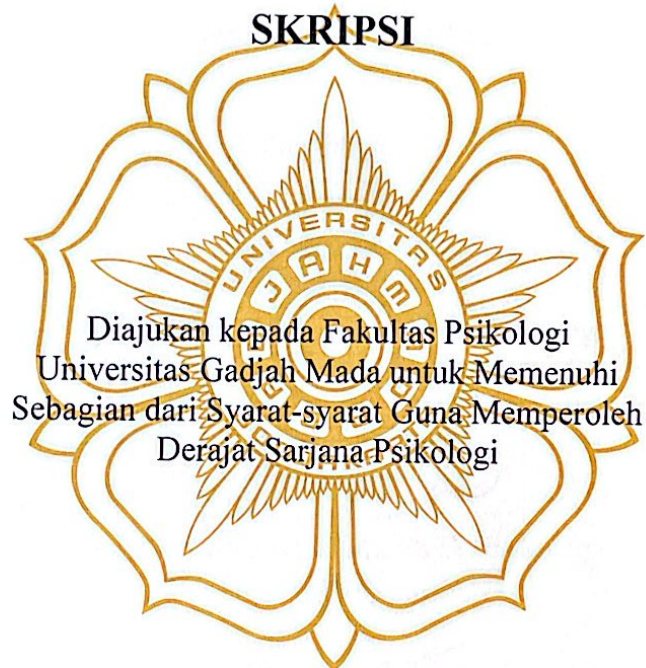 SKRIPSI
UNIVERSITAS
Diajukan kepada Fakultas Psikologi
Universitas Gadjah Mada untuk Memenuhi
Sebagian dari Syarat-syarat Guna Memperoleh
Derajat Sarjana Psikologi